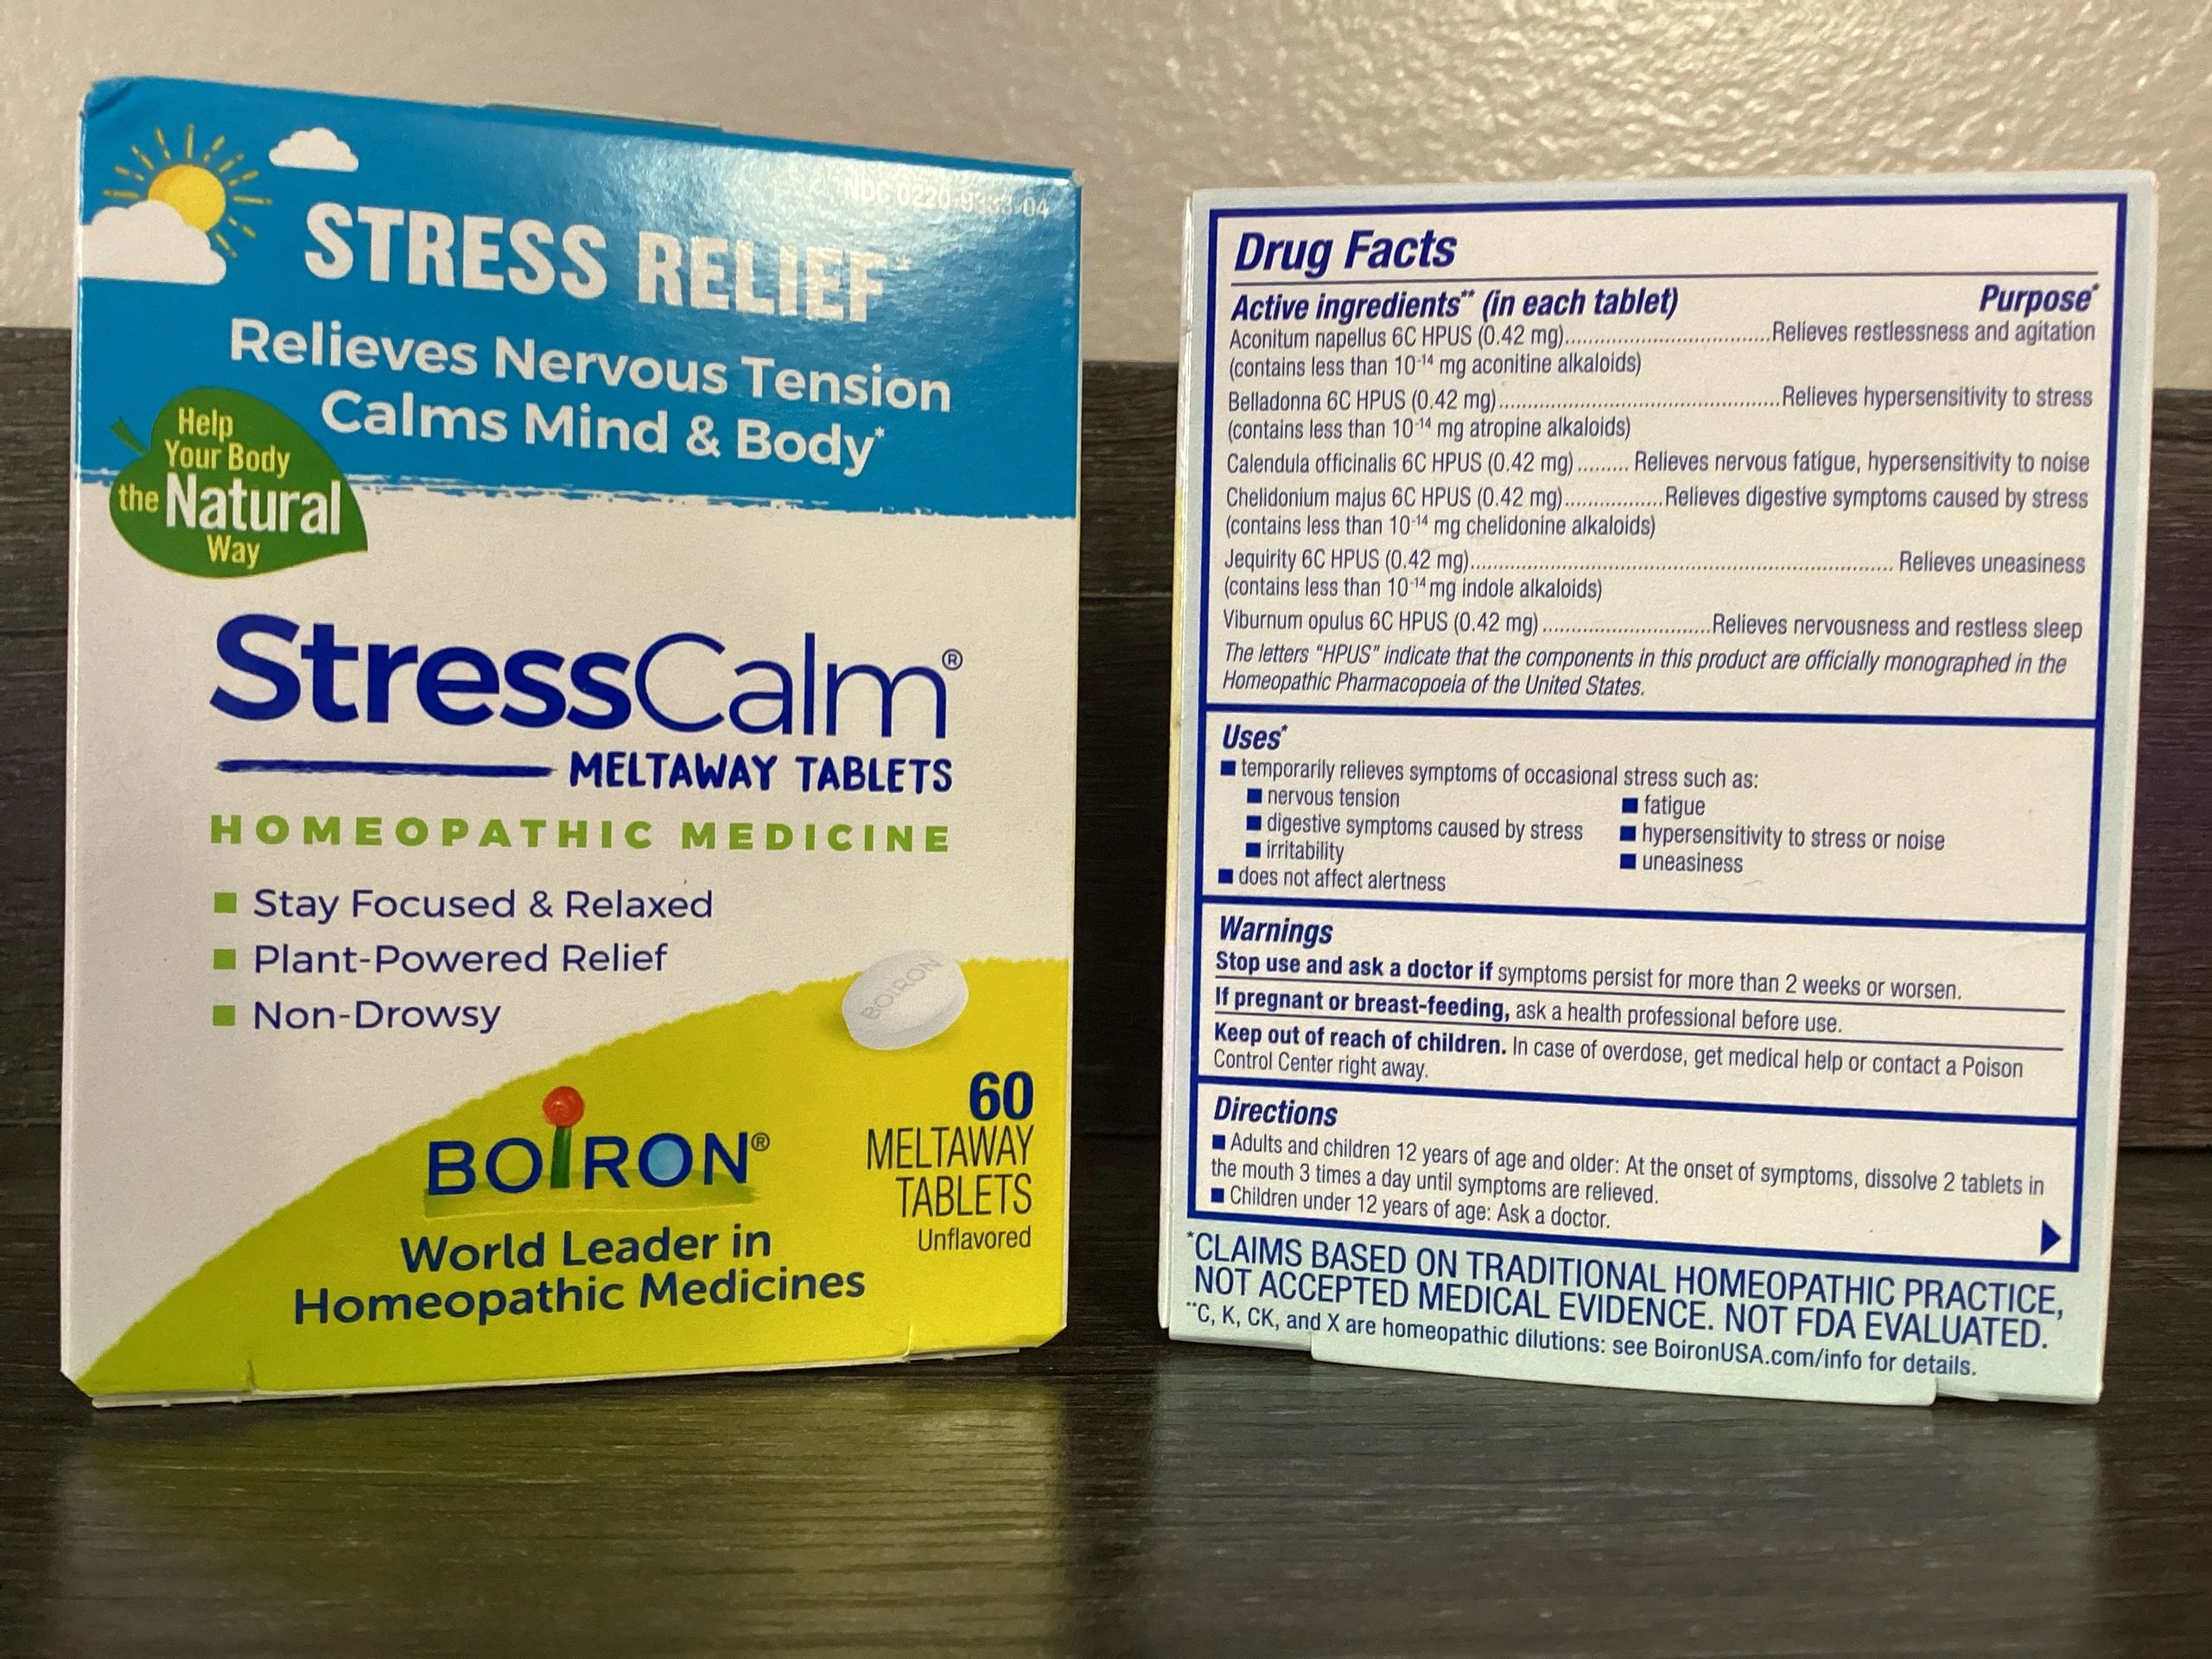 NDC 0220-9333-04
STRESS RELIEF*
Relieves Nervous Tension
Calms Mind & Body*
Help
Your Body
the Natural
Way
StressCalm®
MELTAWAY TABLETS
HOMEOPATHIC MEDICINE
■ Stay Focused & Relaxed
■ Plant-Powered Relief
■ Non-Drowsy
BOIRON
60
MELTAWAY
TABLETS
Unflavored
BOIRON®
World Leader in
Homeopathic Medicines
Drug Facts
Active ingredients** (in each tablet) Purpose*
Aconitum napellus 6C HPUS (0.42 mg)..................................Relieves restlessness and agitation
(contains less than 10-14 mg aconitine alkaloids)
Belladonna 6C HPUS (0.42 mg)..............................................Relieves hypersensitivity to stress
(contains less than 10-14 mg atropine alkaloids)
Calendula officinalis 6C HPUS (0.42 mg).........Relieves nervous fatigue, hypersensitivity to noise
Chelidonium majus 6C HPUS (0.42 mg).................Relieves digestive symptoms caused by stress
(contains less than 10-14 mg chelidonine alkaloids)
Jequirity 6C HPUS (0.42 mg)......................................................................Relieves uneasiness
(contains less than 10-14 mg indole alkaloids)
Viburnum opulus 6C HPUS (0.42 mg)............................Relieves nervousness and restless sleep
The letters "HPUS" indicate that the components in this product are officially monographed in the
Homeopathic Pharmacopoeia of the United States.
Uses*
■ temporarily relieves symptoms of occasional stress such as:
■ nervous tension ■ fatigue
■ digestive symptoms caused by stress ■ hypersensitivity to stress or noise
■ irritability ■ uneasiness
■ does not affect alertness
Warnings
Stop use and ask a doctor if symptoms persist for more than 2 weeks or worsen.
If pregnant or breast-feeding, ask a health professional before use.
Keep out of reach of children. In case of overdose, get medical help or contact a Poison
Control Center right away.
Directions
■ Adults and children 12 years of age and older: At the onset of symptoms, dissolve 2 tablets in
the mouth 3 times a day until symptoms are relieved.
■ Children under 12 years of age: Ask a doctor.
*CLAIMS BASED ON TRADITIONAL HOMEOPATHIC PRACTICE,
NOT ACCEPTED MEDICAL EVIDENCE. NOT FDA EVALUATED.
**C, K, CK, and X are homeopathic dilutions: see BoironUSA.com/info for details.